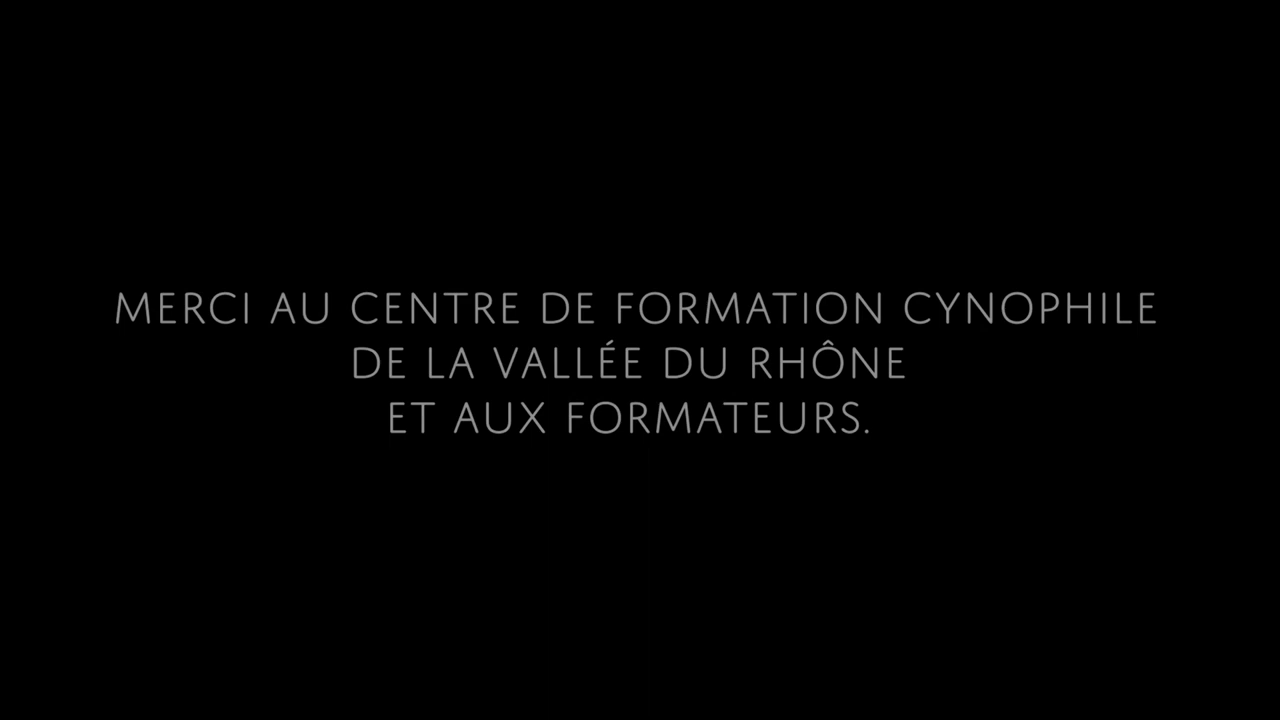 MERCI AU CENTRE DE FORMATION CYNOPHILE
DE LA VALLÉE DU RHÔNE
ET AUX FORMATEURS.